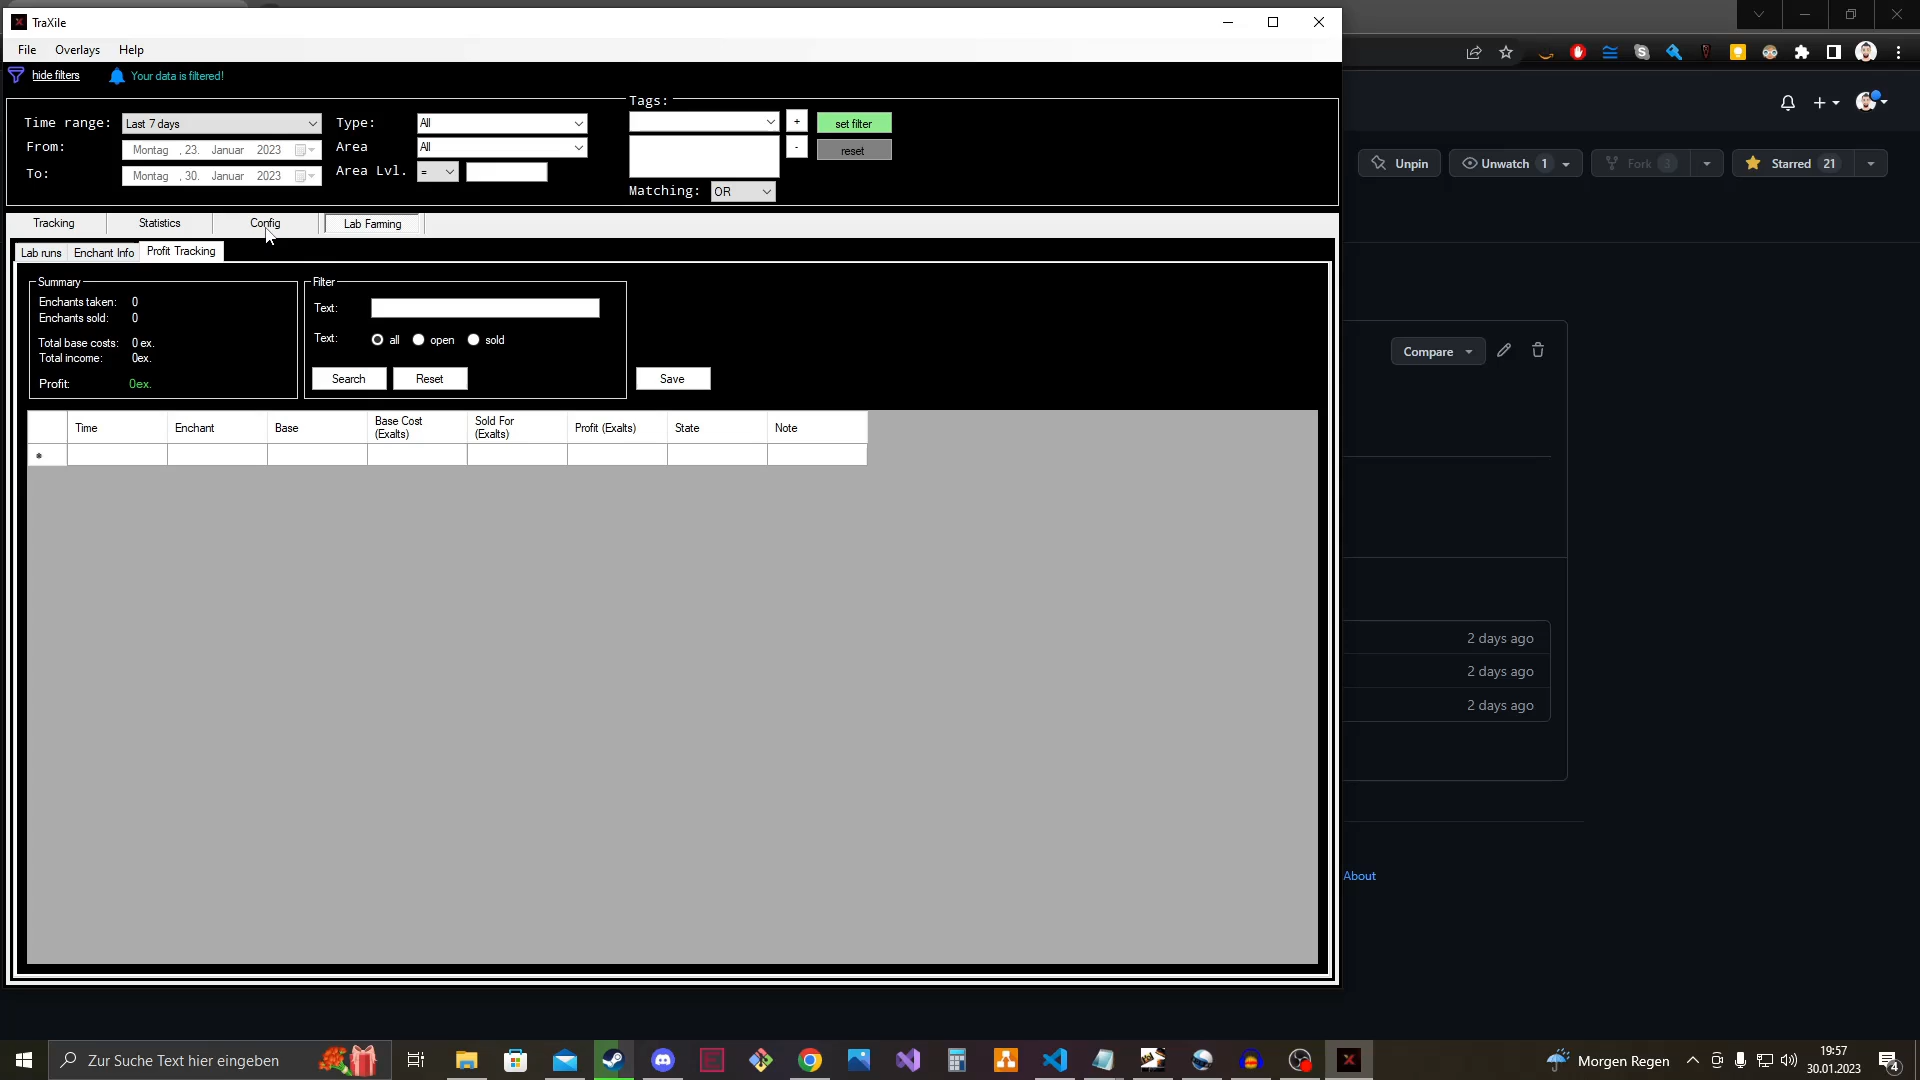 TraXile
File Overlays Help
hide filters Your data is filtered!
Tags:
Time range: Last 7 days Type: All + set filter
From: Montag , 23. Januar 2023 Area All - reset
To: Montag , 30. Januar 2023 Area Lvl. =
Matching: OR
Tracking Statistics Config Lab Farming
Lab runs Enchant Info Profit Tracking
Summary
Enchants taken: 0
Enchants sold: 0
Total base costs: 0 ex.
Total income: 0ex.
Profit: 0ex.
Filter
Text:
Text: all open sold
Search Reset Save
Time Enchant Base Base Cost (Exalts) Sold For (Exalts) Profit (Exalts) State Note
*
Unpin Unwatch 1 Fork 3 Starred 21
Compare
2 days ago
2 days ago
2 days ago
About
Zur Suche Text hier eingeben
Morgen Regen
19:57
30.01.2023
4